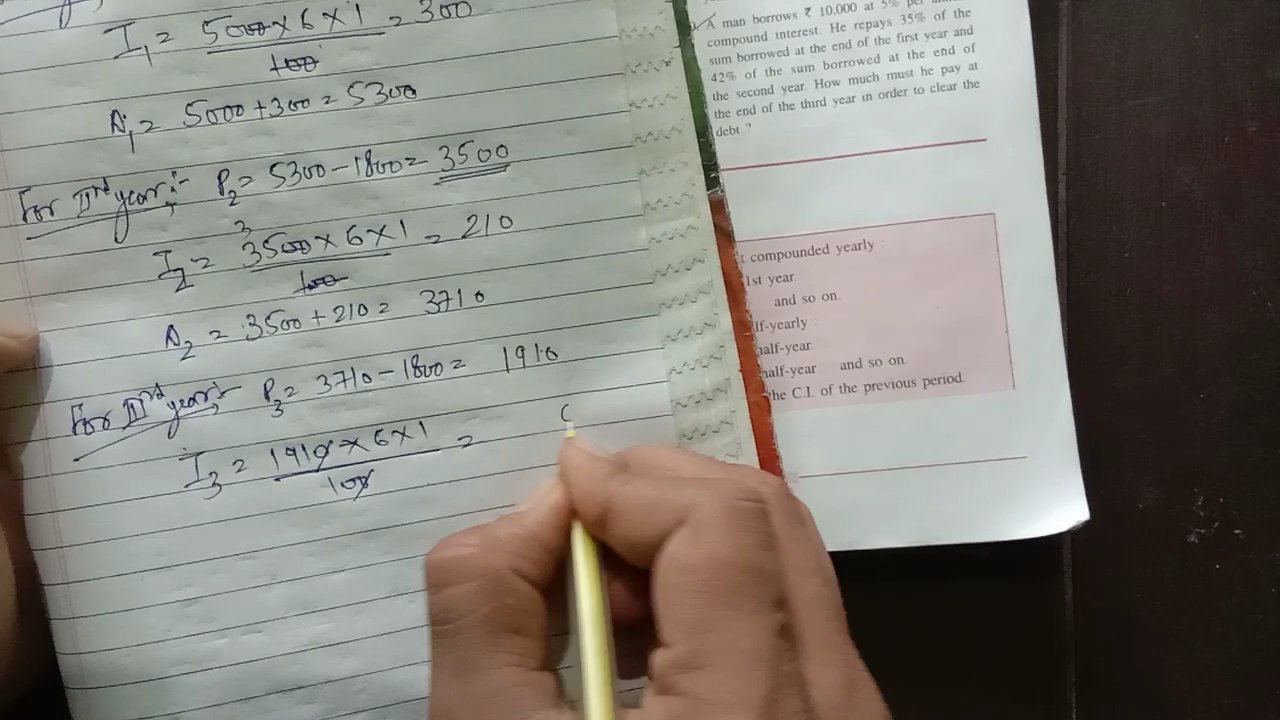 I₁ = 5000 × 6 × 1 = 300
100
A₁ = 5000 + 300 = 5300
For IInd year:- P₂ = 5300 - 1800 = 3500
I₂ = 3500 × 6 × 1 = 210
100
A₂ = 3500 + 210 = 3710
For IIIrd year:- P₃ = 3710 - 1800 = 1910
I₃ = 1910 × 6 × 1 =
100
A man borrows ₹ 10,000 at 5% per
compound interest. He repays 35% of the
sum borrowed at the end of the first year and
42% of the sum borrowed at the end of
the second year. How much must he pay at
the end of the third year in order to clear the
debt ?
t compounded yearly :
1st year
and so on.
lf-yearly :
half-year
half-year and so on.
the C.I. of the previous period.